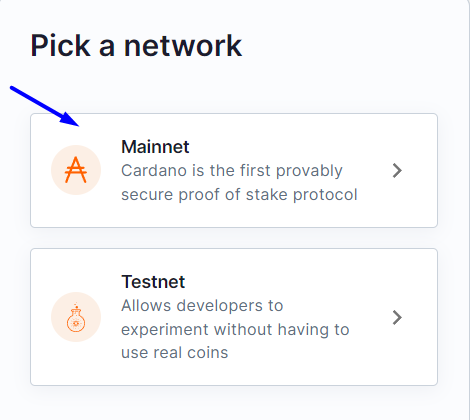 Pick a network
Mainnet
Cardano is the first provably
secure proof of stake protocol
Testnet
Allows developers to
experiment without having to
use real coins